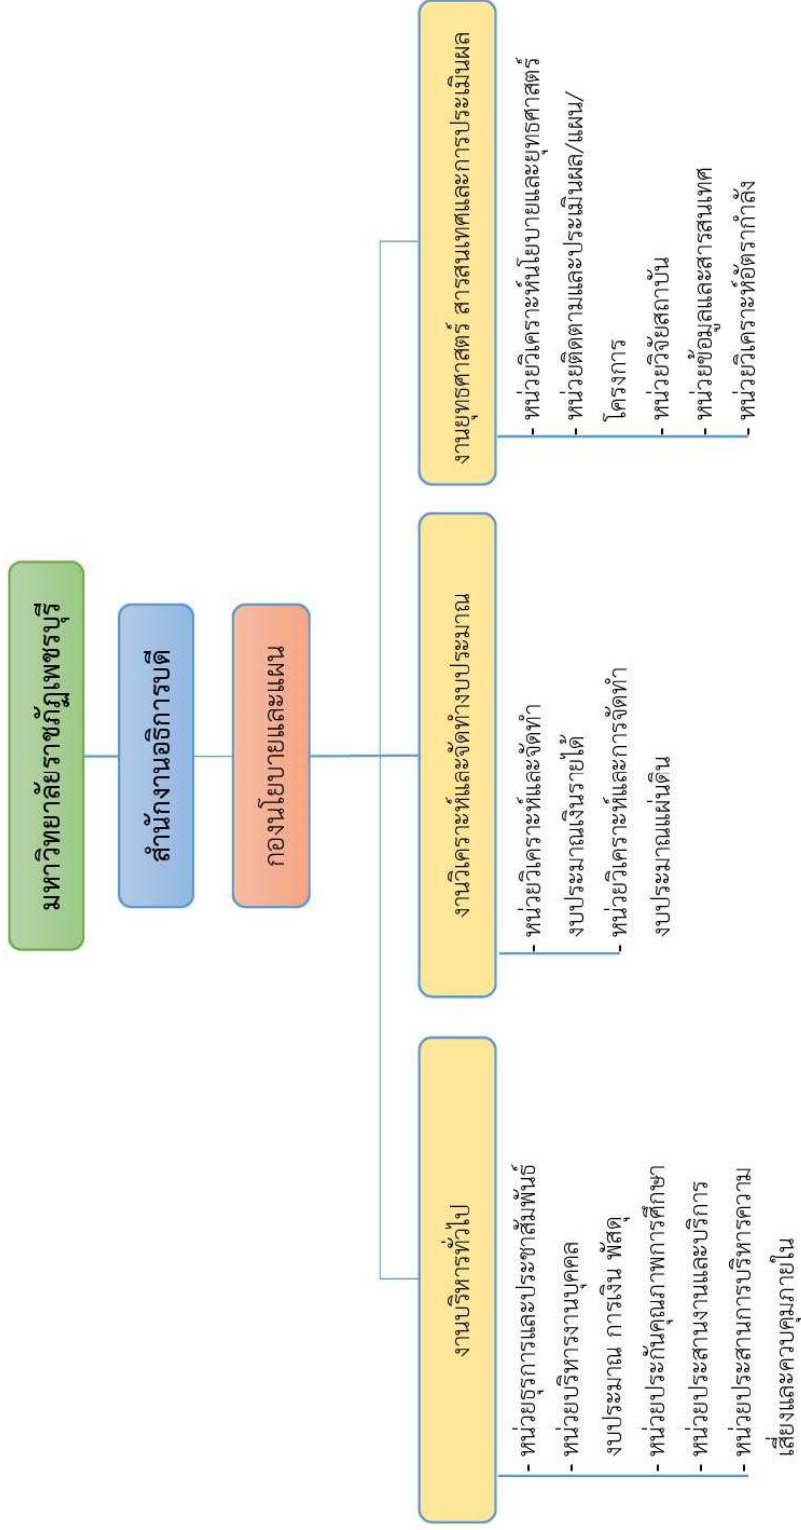 มหาวิทยาลัยราชภัฏเพชรบุรี
สำนักงานอธิการบดี
กองนโยบายและแผน
งานบริหารทั่วไป
- หน่วยธุรการและประชาสัมพันธ์
- หน่วยบริหารงานบุคคล
งบประมาณ การเงิน พัสดุ
- หน่วยประกันคุณภาพการศึกษา
- หน่วยประสานงานและบริการ
- หน่วยประสานการบริหารความ
เสี่ยงและควบคุมภายใน
งานวิเคราะห์และจัดทำงบประมาณ
- หน่วยวิเคราะห์และจัดทำ
งบประมาณเงินรายได้
- หน่วยวิเคราะห์และการจัดทำ
งบประมาณแผ่นดิน
งานยุทธศาสตร์ สารสนเทศและการประเมินผล
- หน่วยวิเคราะห์นโยบายและยุทธศาสตร์
- หน่วยติดตามและประเมินผล/แผน/
โครงการ
- หน่วยวิจัยสถาบัน
- หน่วยข้อมูลและสารสนเทศ
- หน่วยวิเคราะห์อัตรากำลัง